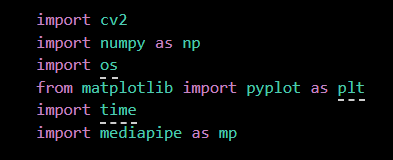 import cv2
import numpy as np
import os
from matplotlib import pyplot as plt
import time
import mediapipe as mp